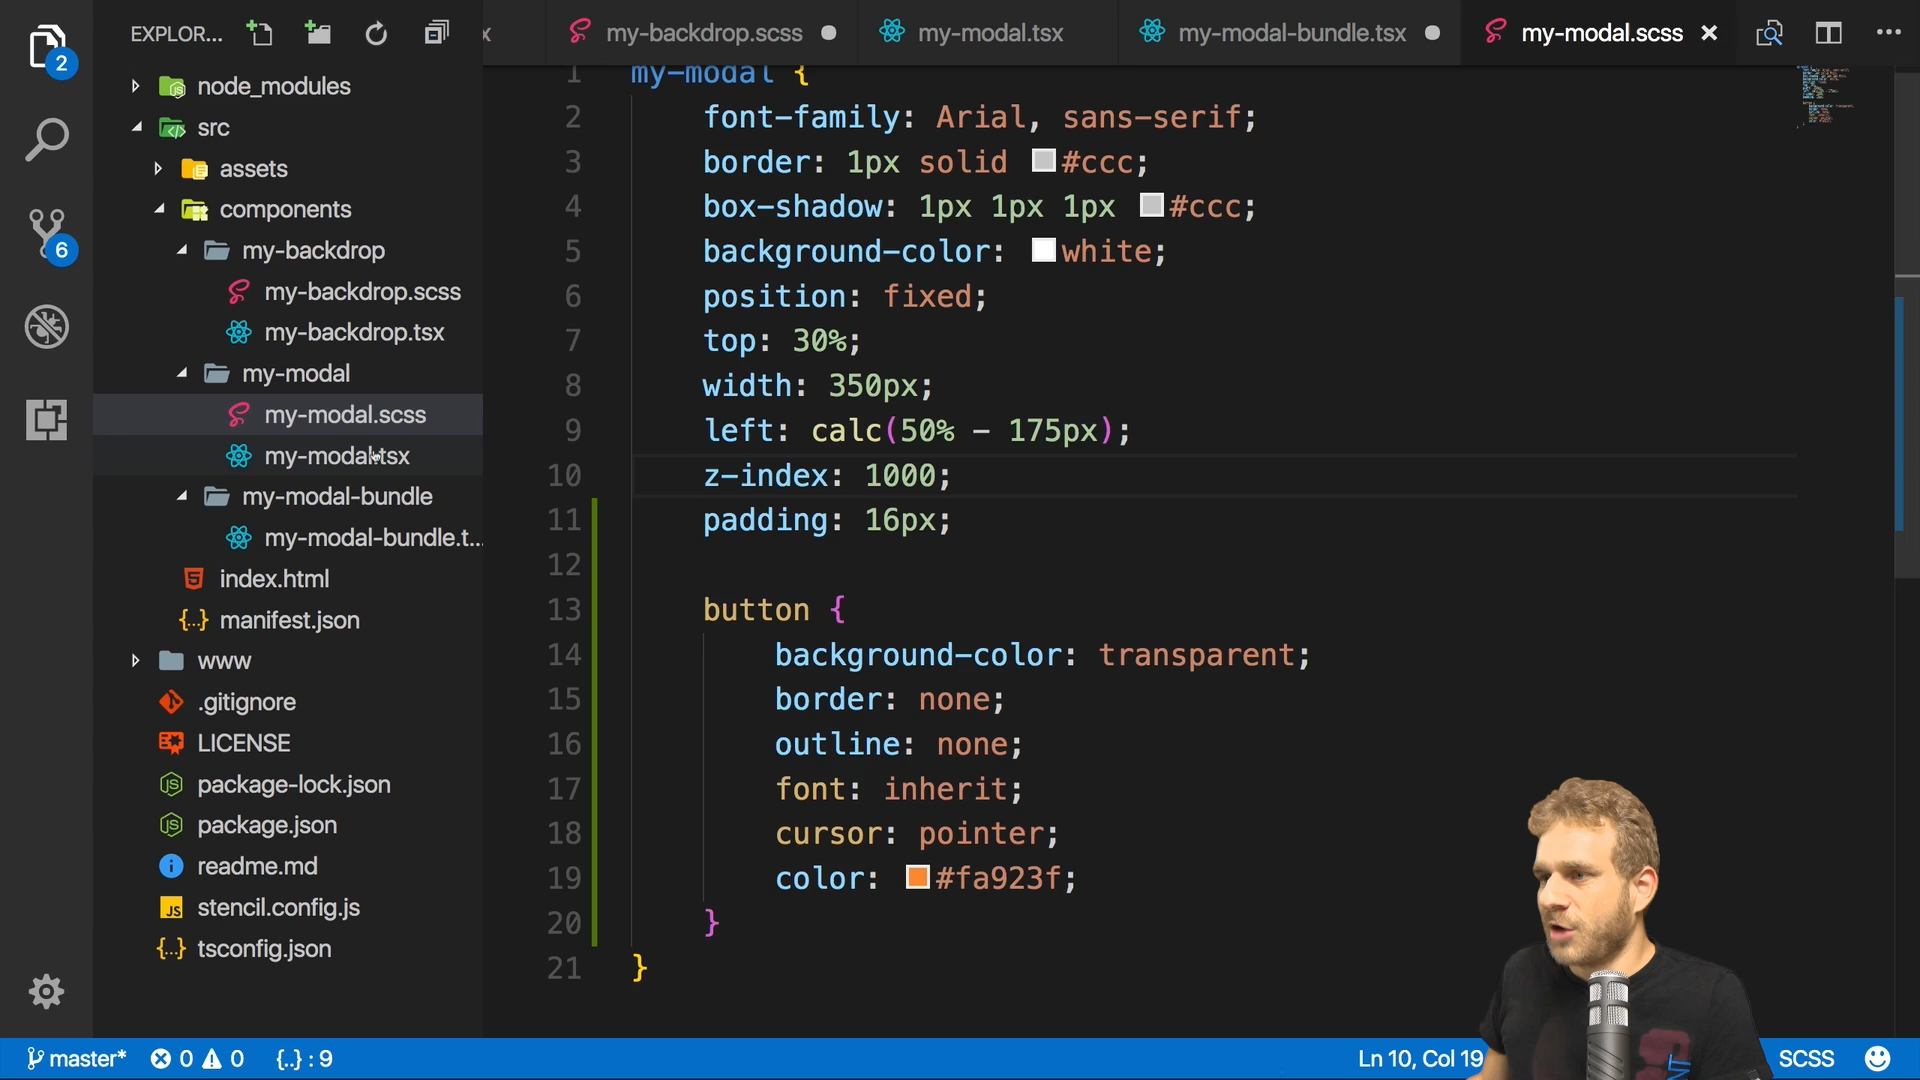 EXPLOR...
x
my-backdrop.scss
my-modal.tsx
my-modal-bundle.tsx
my-modal.scss
2
6
node_modules
src
assets
components
my-backdrop
my-backdrop.scss
my-backdrop.tsx
my-modal
my-modal.scss
my-modal.tsx
my-modal-bundle
my-modal-bundle.t...
index.html
manifest.json
www
.gitignore
LICENSE
package-lock.json
package.json
readme.md
stencil.config.js
tsconfig.json
1 my-modal {
2 font-family: Arial, sans-serif;
3 border: 1px solid #ccc;
4 box-shadow: 1px 1px 1px #ccc;
5 background-color: white;
6 position: fixed;
7 top: 30%;
8 width: 350px;
9 left: calc(50% - 175px);
10 z-index: 1000;
11 padding: 16px;
12
13 button {
14 background-color: transparent;
15 border: none;
16 outline: none;
17 font: inherit;
18 cursor: pointer;
19 color: #fa923f;
20 }
21 }
master* 0 0 {..} : 9
Ln 10, Col 19
SCSS